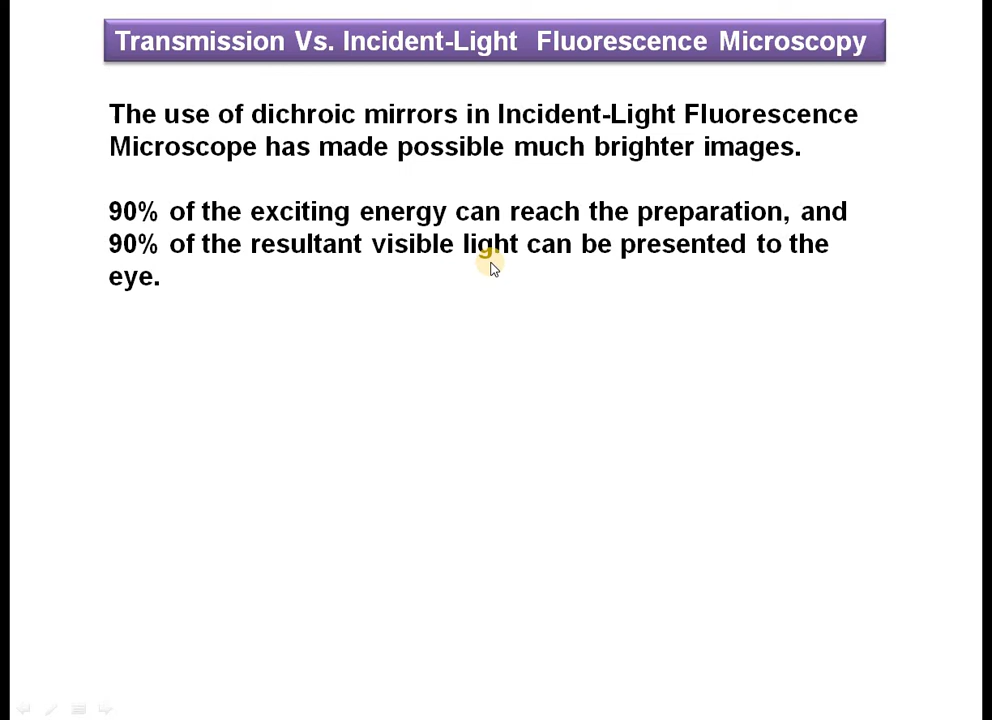 Transmission Vs. Incident-Light Fluorescence Microscopy
The use of dichroic mirrors in Incident-Light Fluorescence
Microscope has made possible much brighter images.
90% of the exciting energy can reach the preparation, and
90% of the resultant visible light can be presented to the
eye.